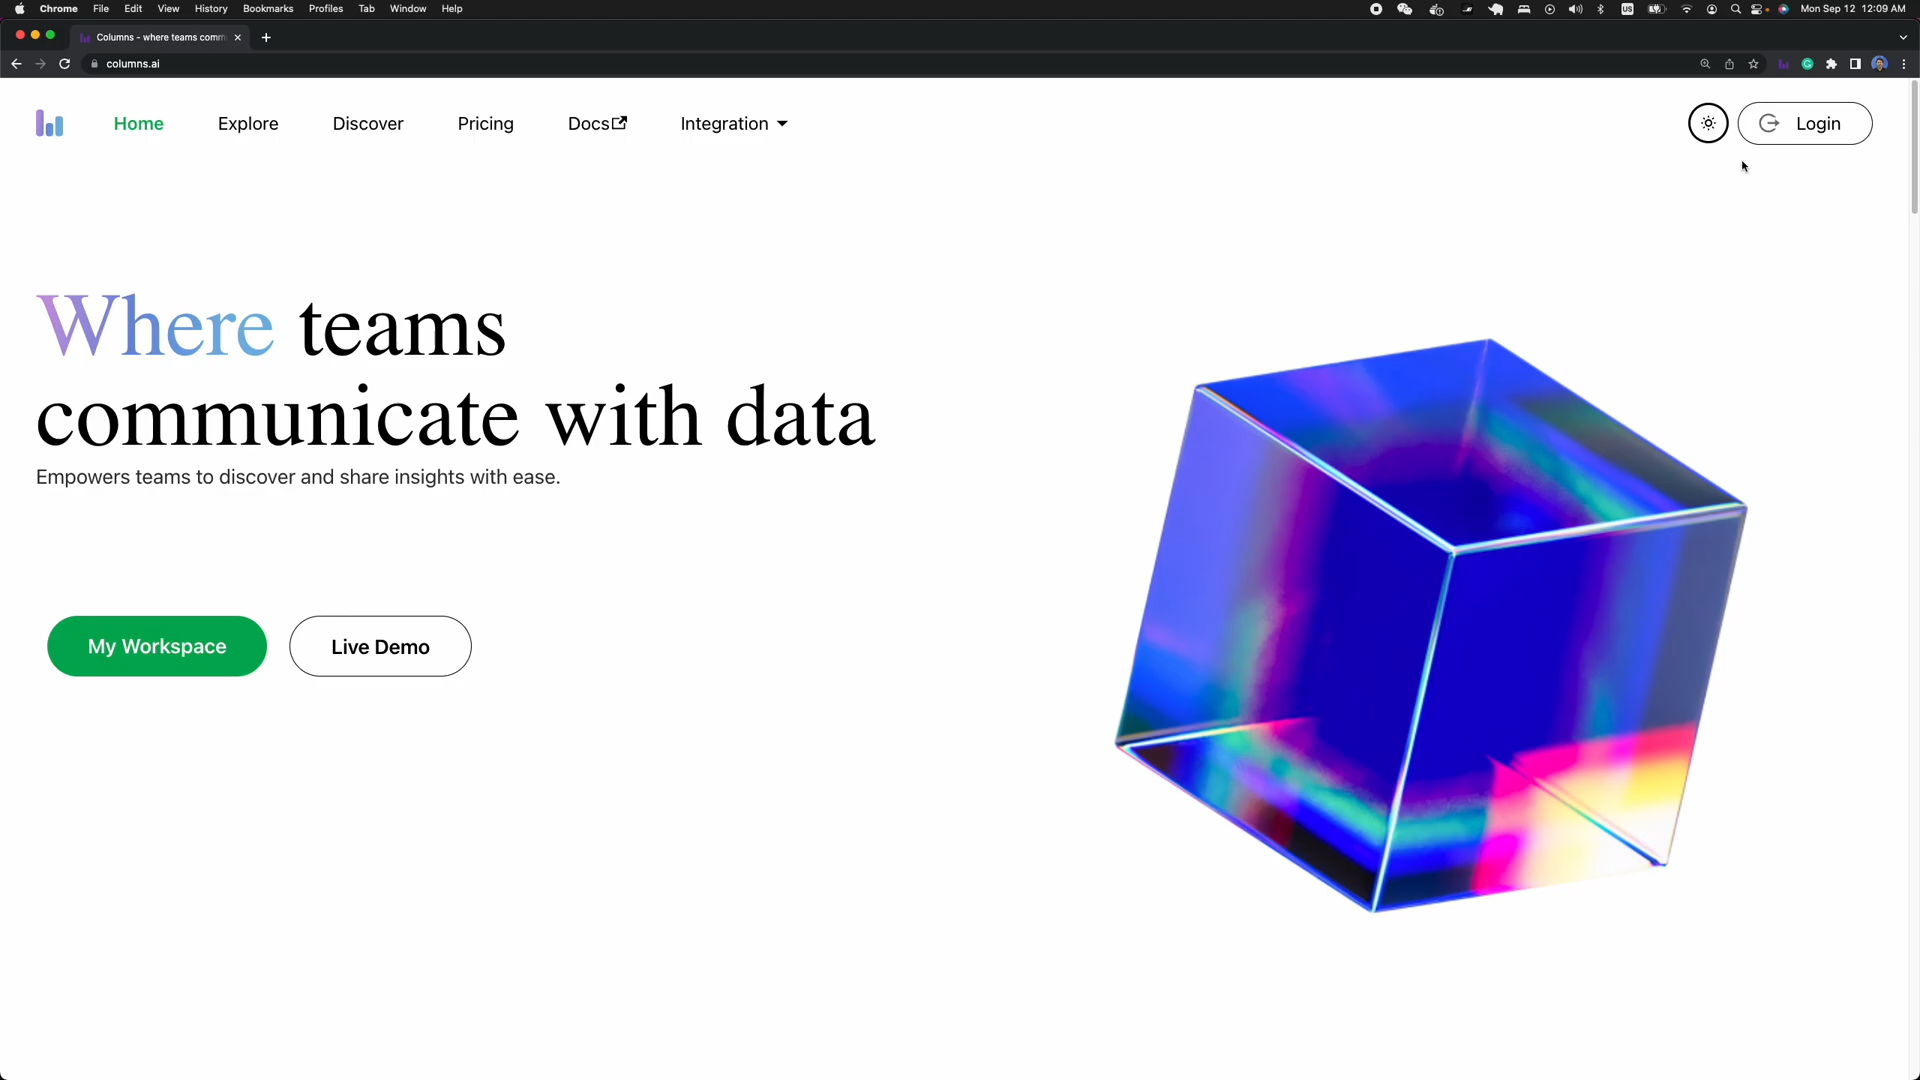 Chrome File Edit View History Bookmarks Profiles Tab Window Help
US
Mon Sep 12 12:09 AM
Columns - where teams comm
columns.ai
Home
Explore
Discover
Pricing
Docs
Integration
Login
Where teams
communicate with data
Empowers teams to discover and share insights with ease.
My Workspace
Live Demo